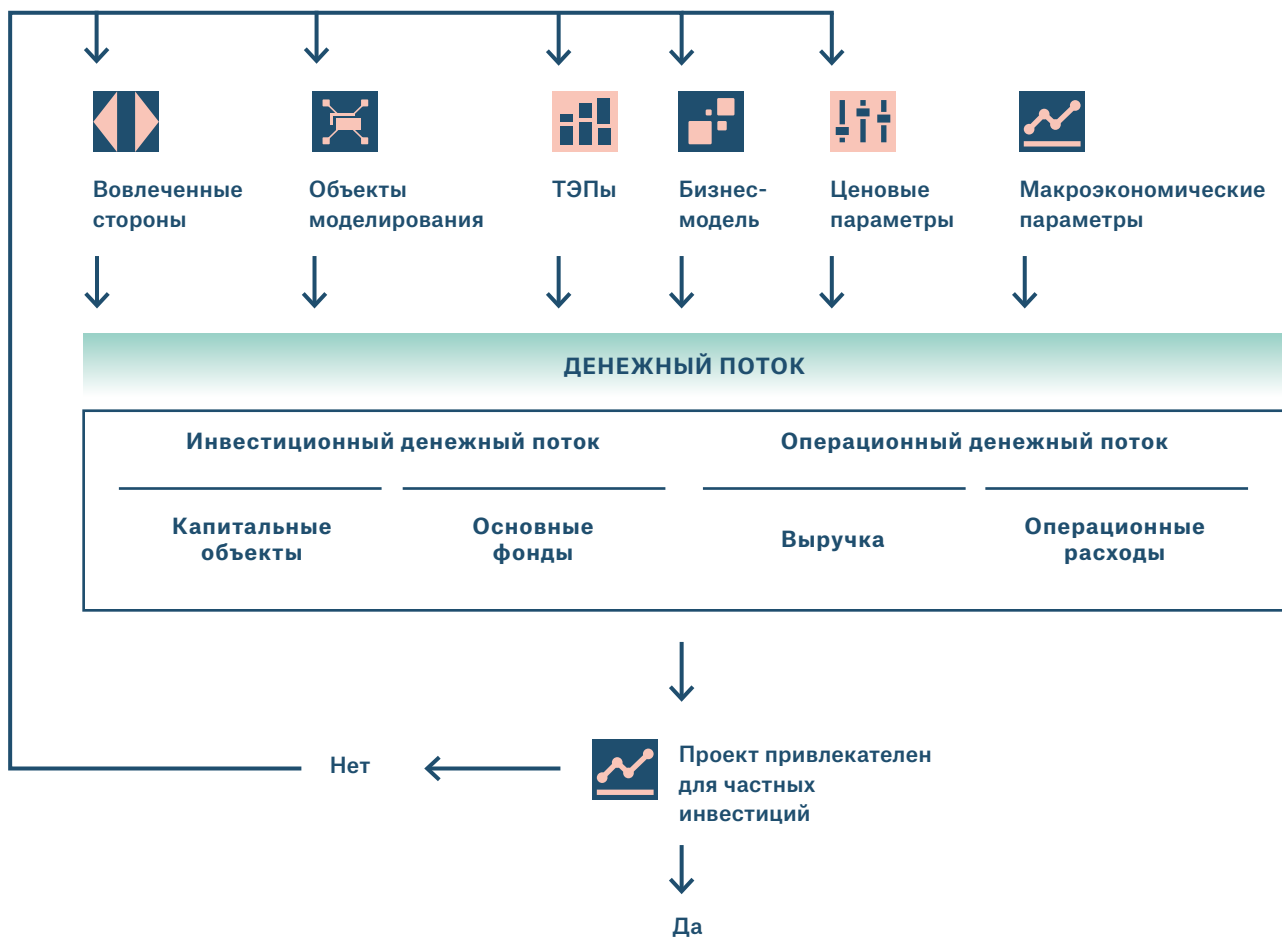 Вовлеченные
стороны
Объекты
моделирования
ТЭПы
Бизнес-
модель
Ценовые
параметры
Макроэкономические
параметры
ДЕНЕЖНЫЙ ПОТОК
Инвестиционный денежный поток
Операционный денежный поток
Капитальные
объекты
Основные
фонды
Выручка
Операционные
расходы
Нет
Проект привлекателен
для частных
инвестиций
Да